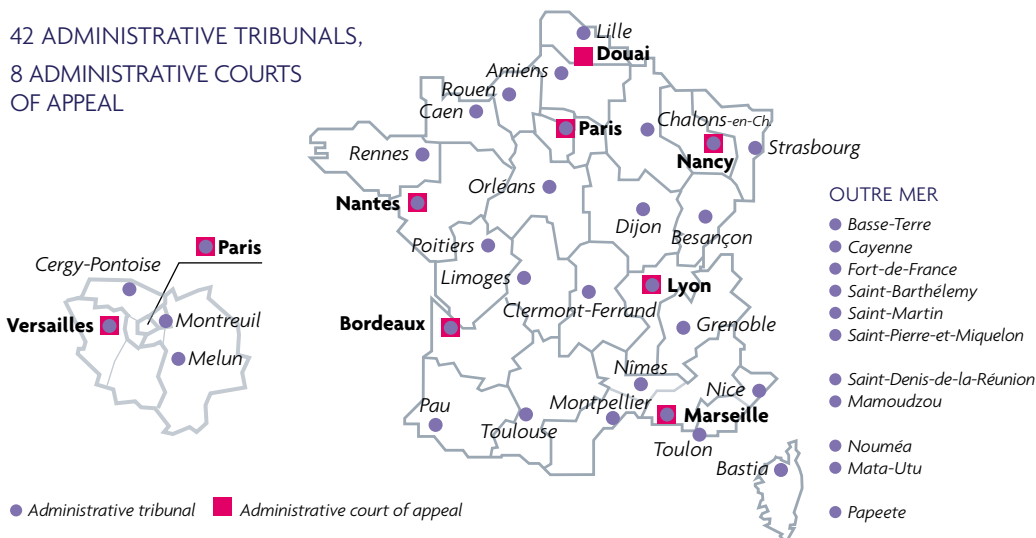 42 ADMINISTRATIVE TRIBUNALS,
8 ADMINISTRATIVE COURTS
OF APPEAL
Lille
Douai
Amiens
Rouen
Caen
Paris
Chalons-en-Ch.
Nancy
Strasbourg
Rennes
Orléans
Nantes
Dijon
Besançon
Poitiers
Limoges
Clermont-Ferrand
Lyon
Bordeaux
Grenoble
Nîmes
Nice
Pau
Toulouse
Montpellier
Marseille
Toulon
Bastia
Paris
Cergy-Pontoise
Versailles
Montreuil
Melun
OUTRE MER
Basse-Terre
Cayenne
Fort-de-France
Saint-Barthélemy
Saint-Martin
Saint-Pierre-et-Miquelon
Saint-Denis-de-la-Réunion
Mamoudzou
Nouméa
Mata-Utu
Papeete
Administrative tribunal
Administrative court of appeal